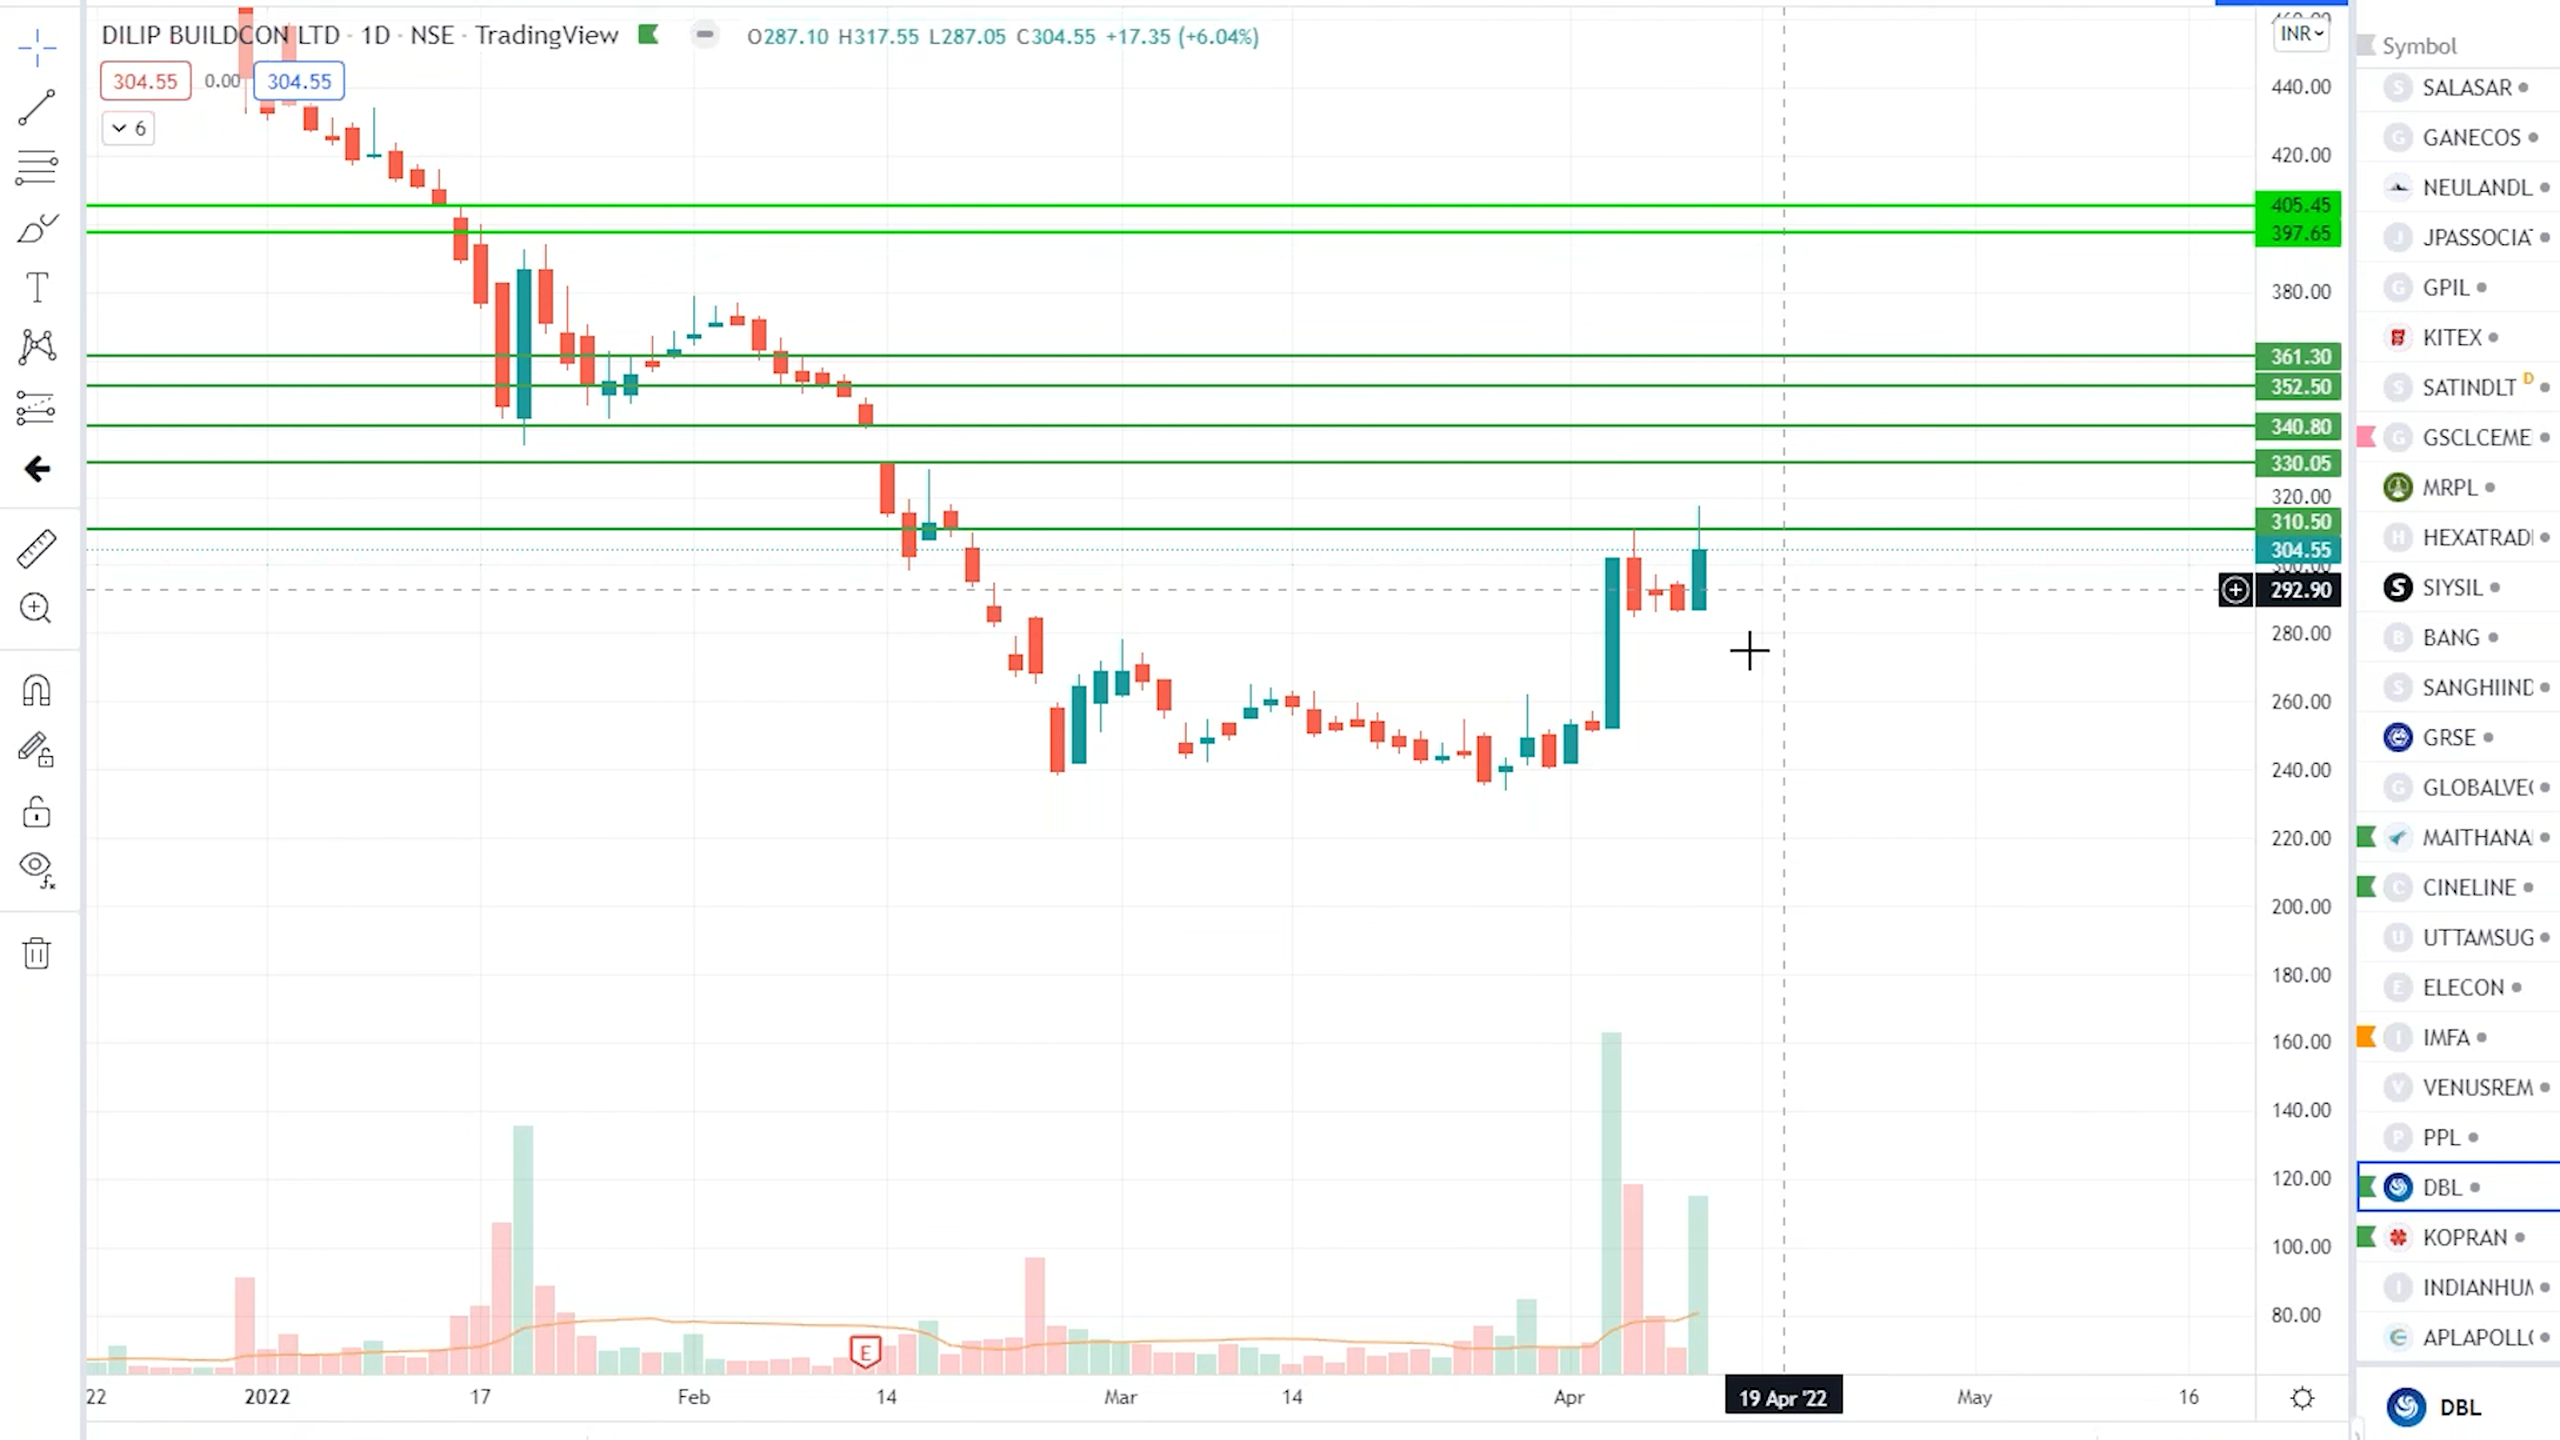 DILIP BUILDCON LTD · 1D · NSE · TradingView
O287.10 H317.55 L287.05 C304.55 +17.35 (+6.04%)
304.55 0.00 304.55
6
INR
440.00
420.00
405.45
397.65
380.00
361.30
352.50
340.80
330.05
320.00
310.50
304.55
300.00
292.90
280.00
260.00
240.00
220.00
200.00
180.00
160.00
140.00
120.00
100.00
80.00
E
22 2022 17 Feb 14 Mar 14 Apr 19 Apr '22 May 16
Symbol
S SALASAR
G GANECOS
NEULANDL
J JPASSOCIAT
G GPIL
KITEX
S SATINDLT D
G GSCLCEME
MRPL
H HEXATRADI
S SIYSIL
B BANG
S SANGHIIND
GRSE
G GLOBALVE
MAITHANA
C CINELINE
U UTTAMSUG
E ELECON
I IMFA
V VENUSREM
P PPL
DBL
KOPRAN
I INDIANHUM
APLAPOLL
DBL